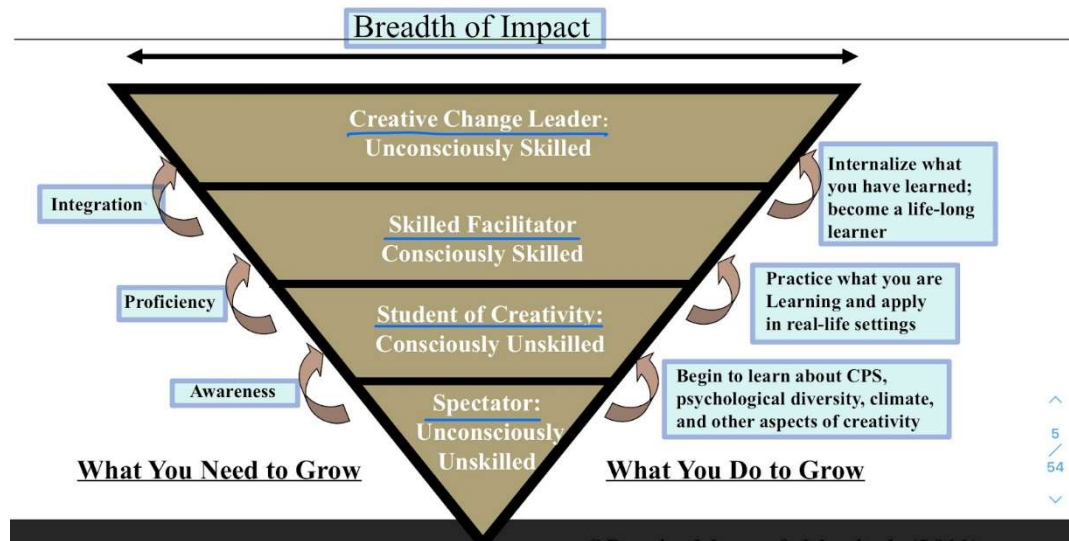 Breadth of Impact
Creative Change Leader:
Unconsciously Skilled
Integration
Internalize what
you have learned;
become a life-long
learner
Skilled Facilitator
Consciously Skilled
Proficiency
Practice what you are
Learning and apply
in real-life settings
Student of Creativity:
Consciously Unskilled
Awareness
Begin to learn about CPS,
psychological diversity, climate,
and other aspects of creativity
Spectator:
Unconsciously
Unskilled
What You Need to Grow
What You Do to Grow
5
/
54